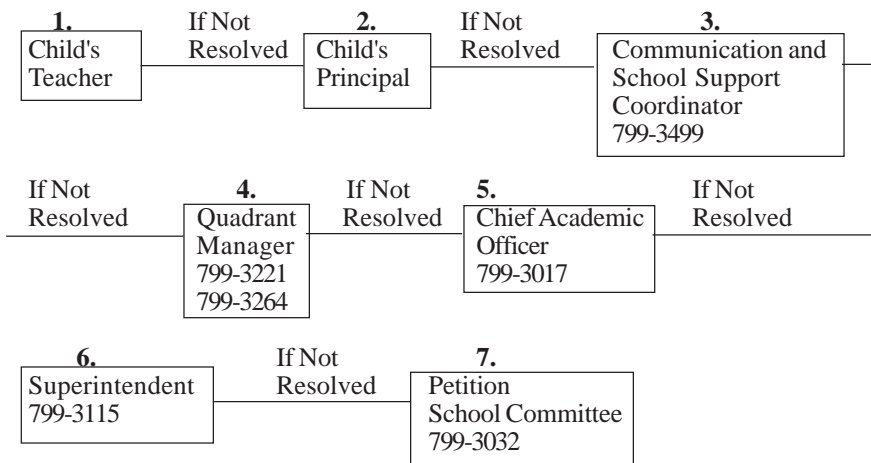 1.
Child's
Teacher
If Not
Resolved
2.
Child's
Principal
If Not
Resolved
3.
Communication and
School Support
Coordinator
799-3499
If Not
Resolved
4.
Quadrant
Manager
799-3221
799-3264
If Not
Resolved
5.
Chief Academic
Officer
799-3017
If Not
Resolved
6.
Superintendent
799-3115
If Not
Resolved
7.
Petition
School Committee
799-3032